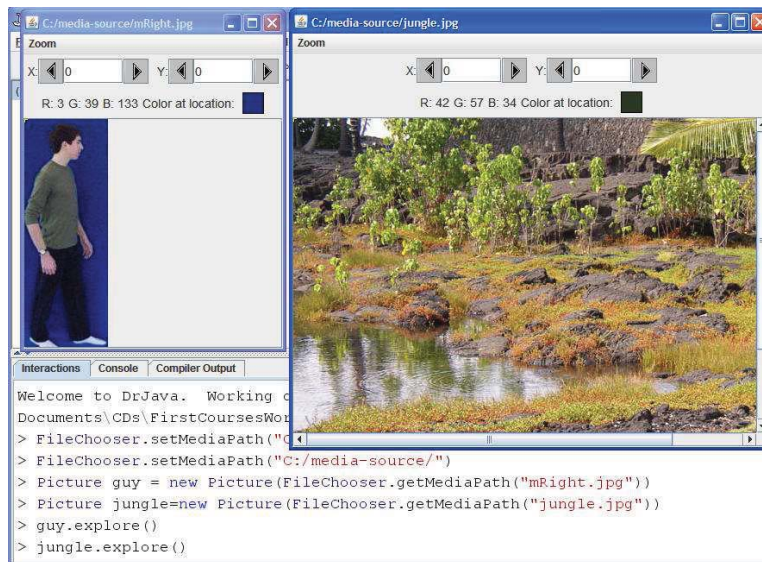 C:/media-source/mRight.jpg
Zoom
X: 0 Y: 0
R: 3 G: 39 B: 133 Color at location:
C:/media-source/jungle.jpg
Zoom
X: 0 Y: 0
R: 42 G: 57 B: 34 Color at location:
Interactions Console Compiler Output
Welcome to DrJava. Working
Documents\CDs\FirstCoursesWor
> FileChooser.setMediaPath("C
> FileChooser.setMediaPath("C:/media-source/")
> Picture guy = new Picture(FileChooser.getMediaPath("mRight.jpg"))
> Picture jungle=new Picture(FileChooser.getMediaPath("jungle.jpg"))
> guy.explore()
> jungle.explore()